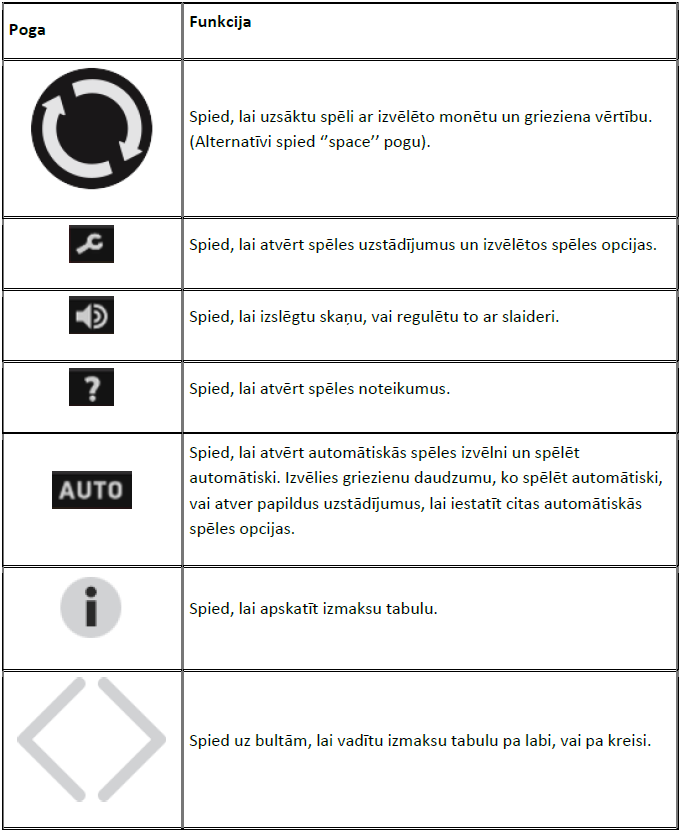 Poga
Funkcija
Spied, lai uzsāktu spēli ar izvēlēto monētu un grieziena vērtību.
(Alternatīvi spied ‘’space’’ pogu).
Spied, lai atvērt spēles uzstādījumus un izvēlētos spēles opcijas.
Spied, lai izslēgtu skaņu, vai regulētu to ar slaideri.
?
Spied, lai atvērt spēles noteikumus.
AUTO
Spied, lai atvērt automātiskās spēles izvēlni un spēlēt
automātiski. Izvēlies griezienu daudzumu, ko spēlēt automātiski,
vai atver papildus uzstādījumus, lai iestatīt citas automātiskās
spēles opcijas.
i
Spied, lai apskatīt izmaksu tabulu.
Spied uz bultām, lai vadītu izmaksu tabulu pa labi, vai pa kreisi.